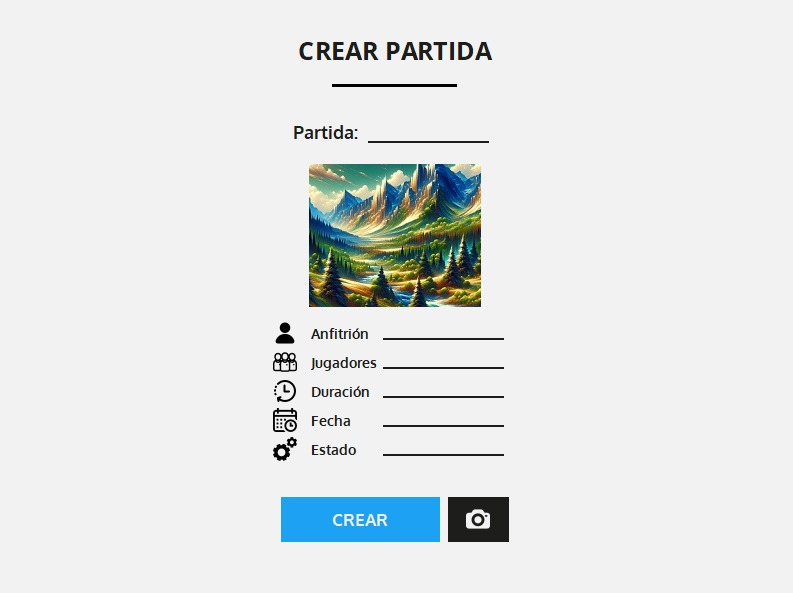 CREAR PARTIDA
Partida:
Anfitrión
Jugadores
Duración
Fecha
Estado
CREAR